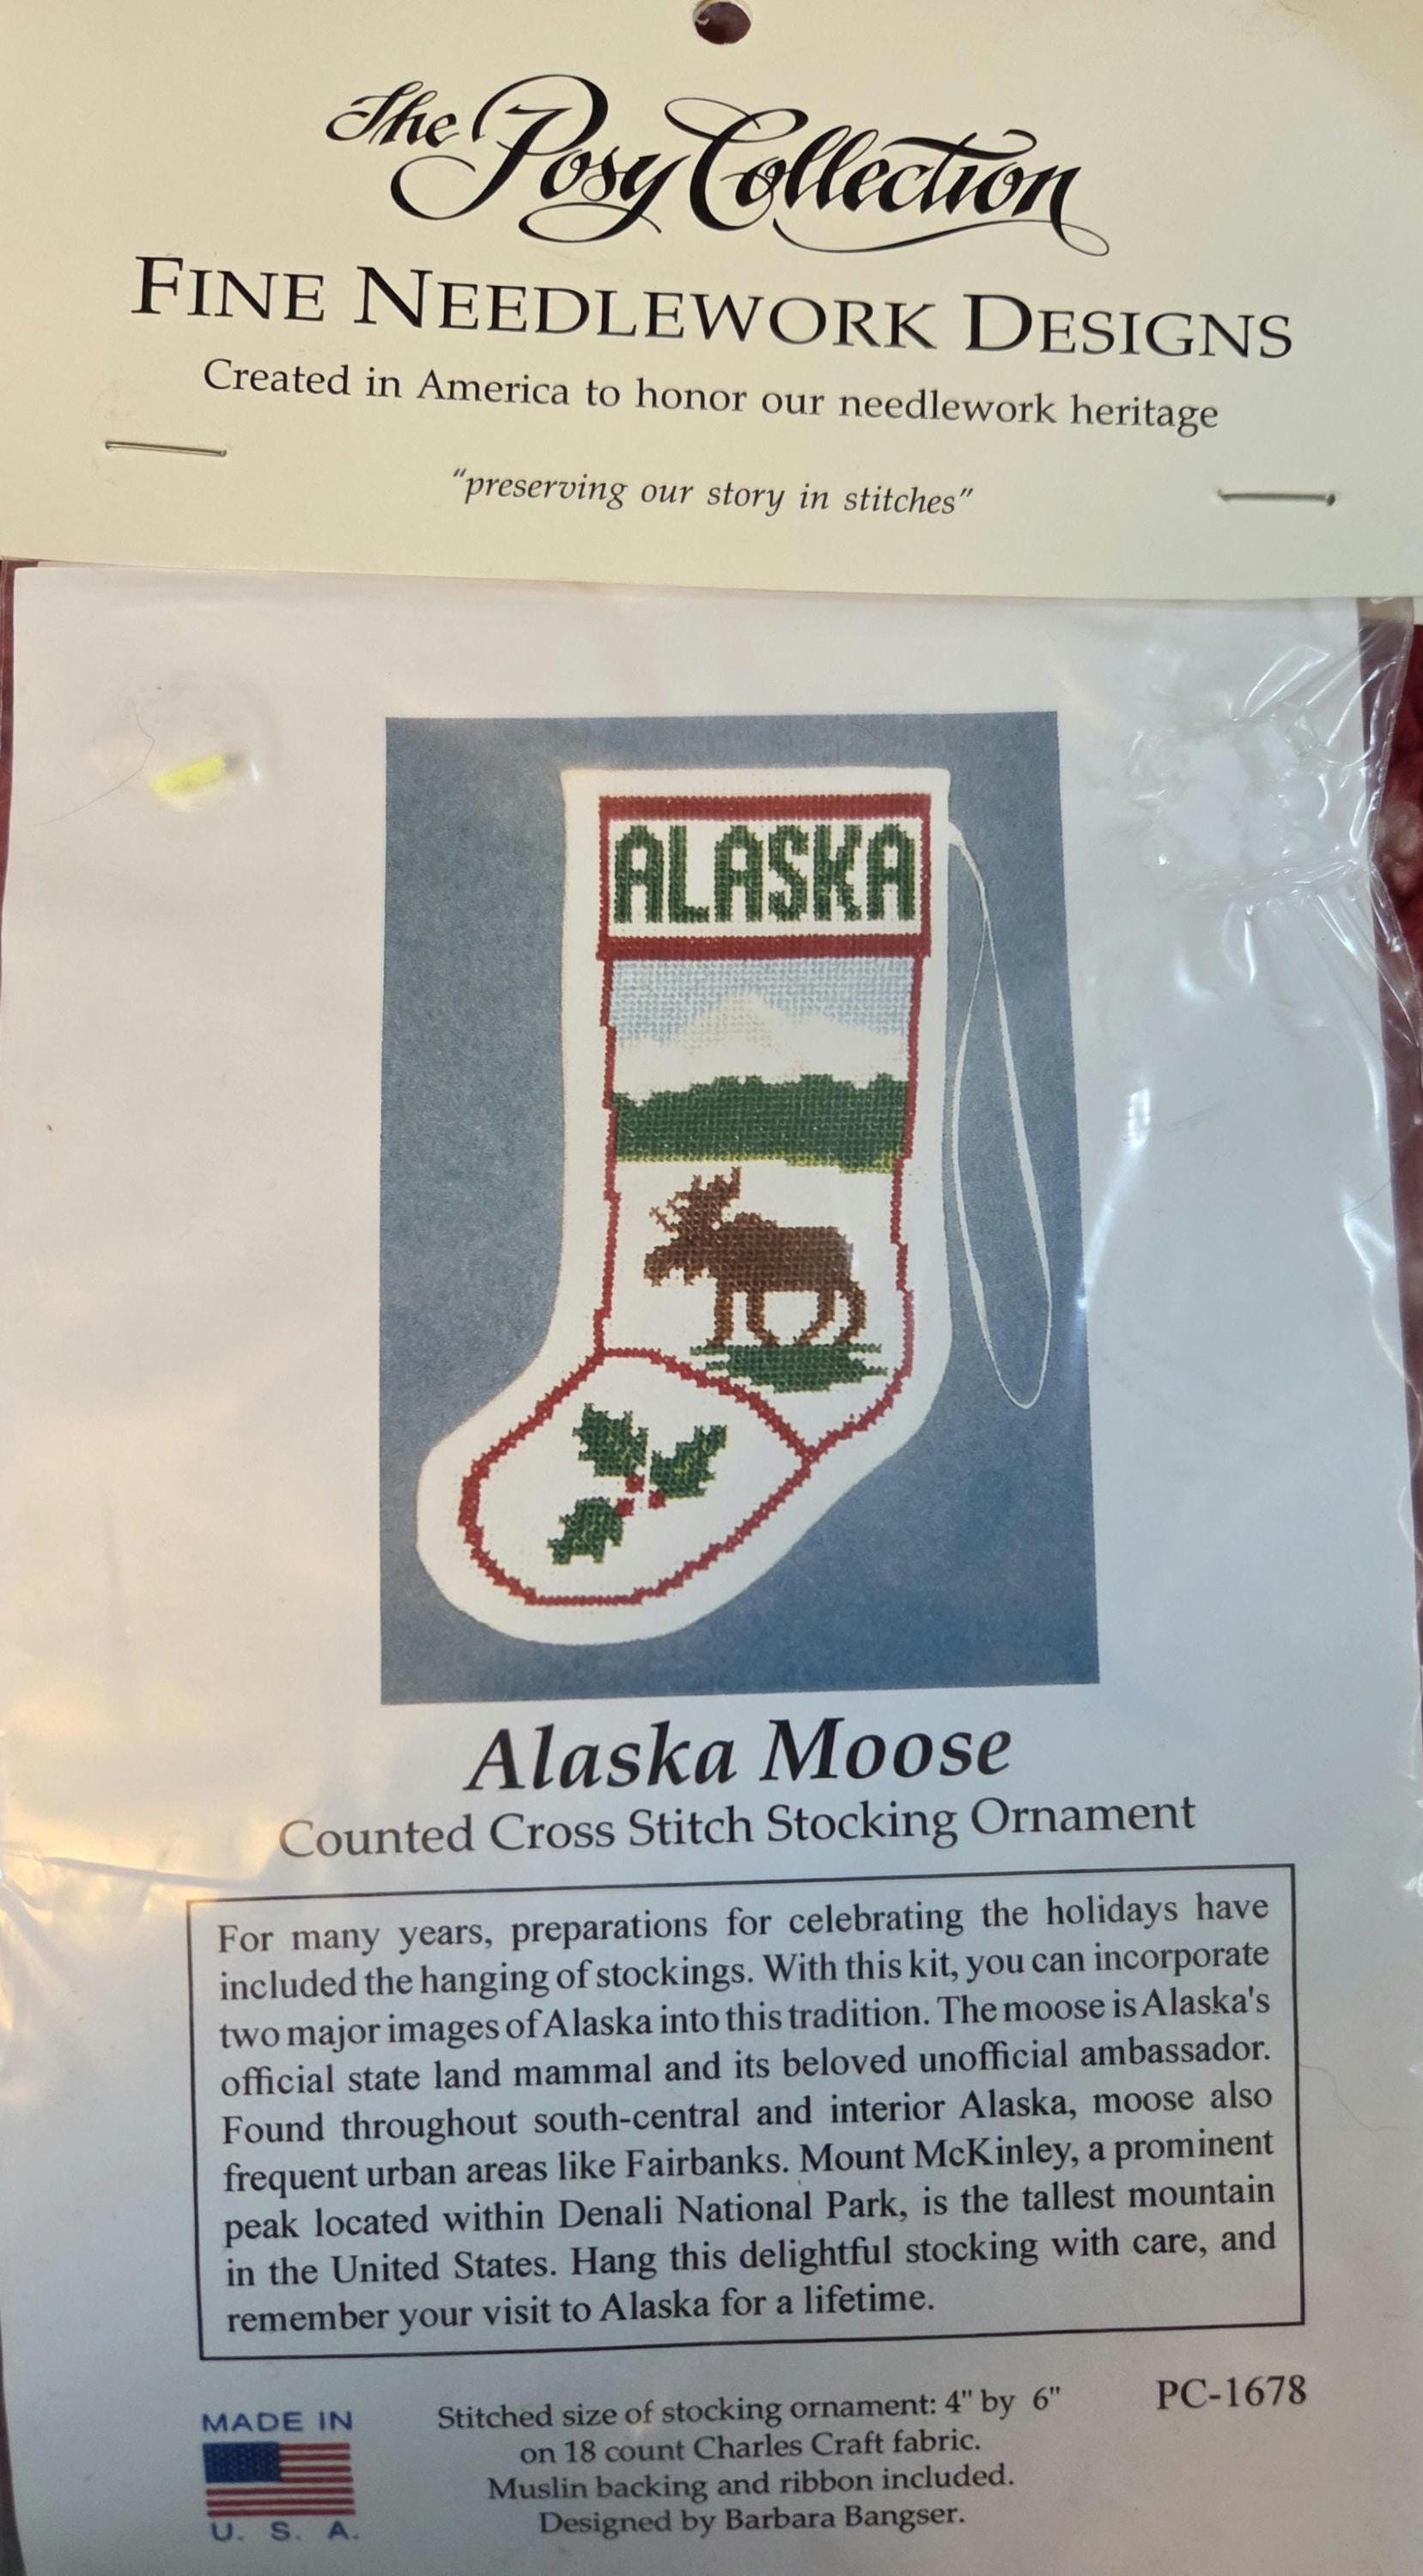 The Posy Collection
FINE NEEDLEWORK DESIGNS
Created in America to honor our needlework heritage
"preserving our story in stitches"
ALASKA
Alaska Moose
Counted Cross Stitch Stocking Ornament
For many years, preparations for celebrating the holidays have
included the hanging of stockings. With this kit, you can incorporate
two major images of Alaska into this tradition. The moose is Alaska's
official state land mammal and its beloved unofficial ambassador.
Found throughout south-central and interior Alaska, moose also
frequent urban areas like Fairbanks. Mount McKinley, a prominent
peak located within Denali National Park, is the tallest mountain
in the United States. Hang this delightful stocking with care, and
remember your visit to Alaska for a lifetime.
MADE IN
U. S. A.
Stitched size of stocking ornament: 4" by 6"
on 18 count Charles Craft fabric.
Muslin backing and ribbon included.
Designed by Barbara Bangser.
PC-1678